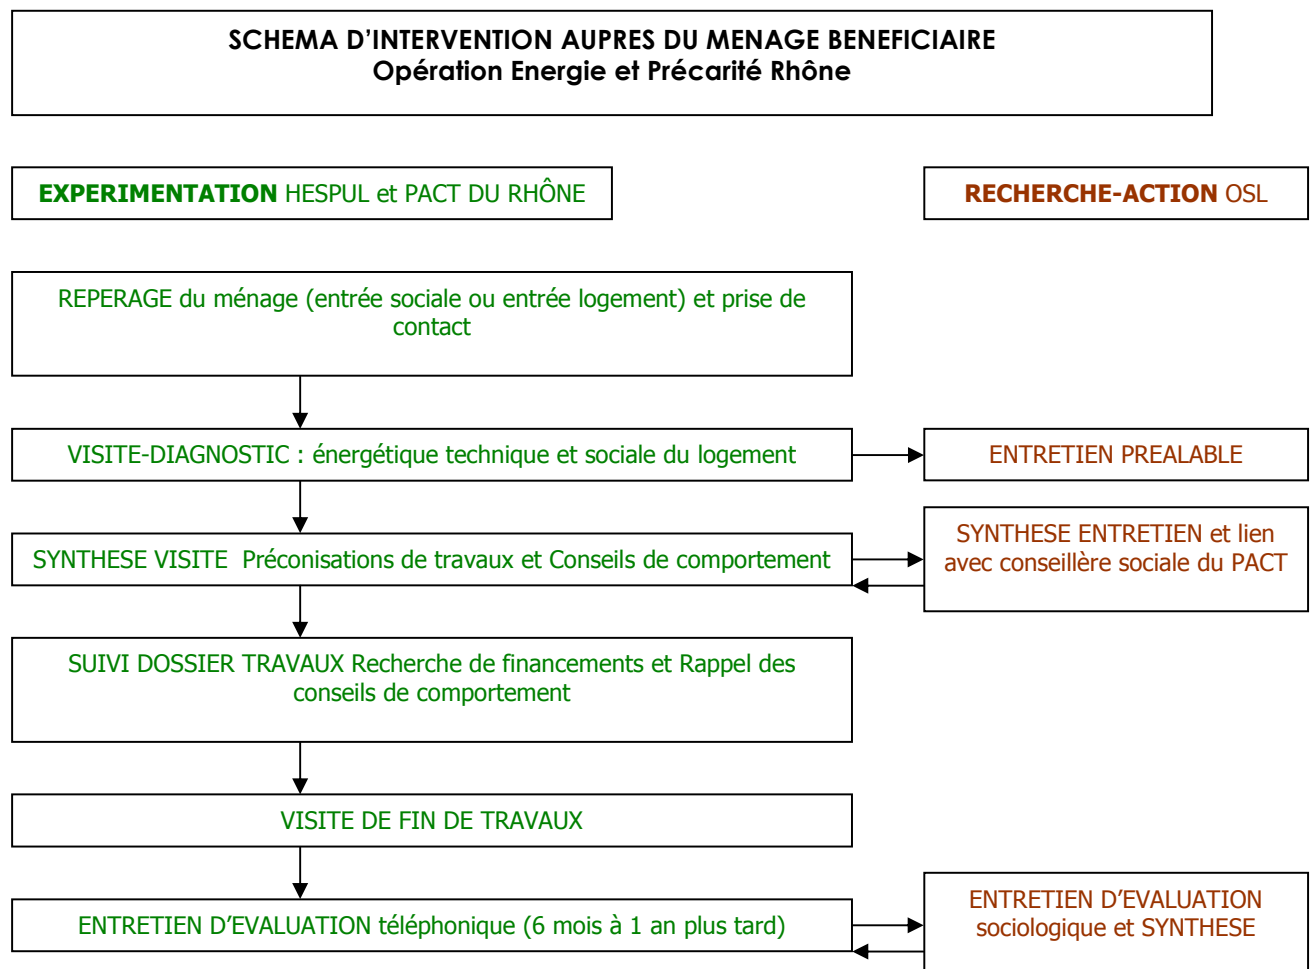 SCHEMA D’INTERVENTION AUPRES DU MENAGE BENEFICIAIRE
Opération Energie et Précarité Rhône
EXPERIMENTATION HESPUL et PACT DU RHÔNE
RECHERCHE-ACTION OSL
REPERAGE du ménage (entrée sociale ou entrée logement) et prise de
contact
VISITE-DIAGNOSTIC : énergétique technique et sociale du logement
ENTRETIEN PREALABLE
SYNTHESE VISITE  Préconisations de travaux et Conseils de comportement
SYNTHESE ENTRETIEN et lien
avec conseillère sociale du PACT
SUIVI DOSSIER TRAVAUX Recherche de financements et Rappel des
conseils de comportement
VISITE DE FIN DE TRAVAUX
ENTRETIEN D’EVALUATION téléphonique (6 mois à 1 an plus tard)
ENTRETIEN D’EVALUATION
sociologique et SYNTHESE